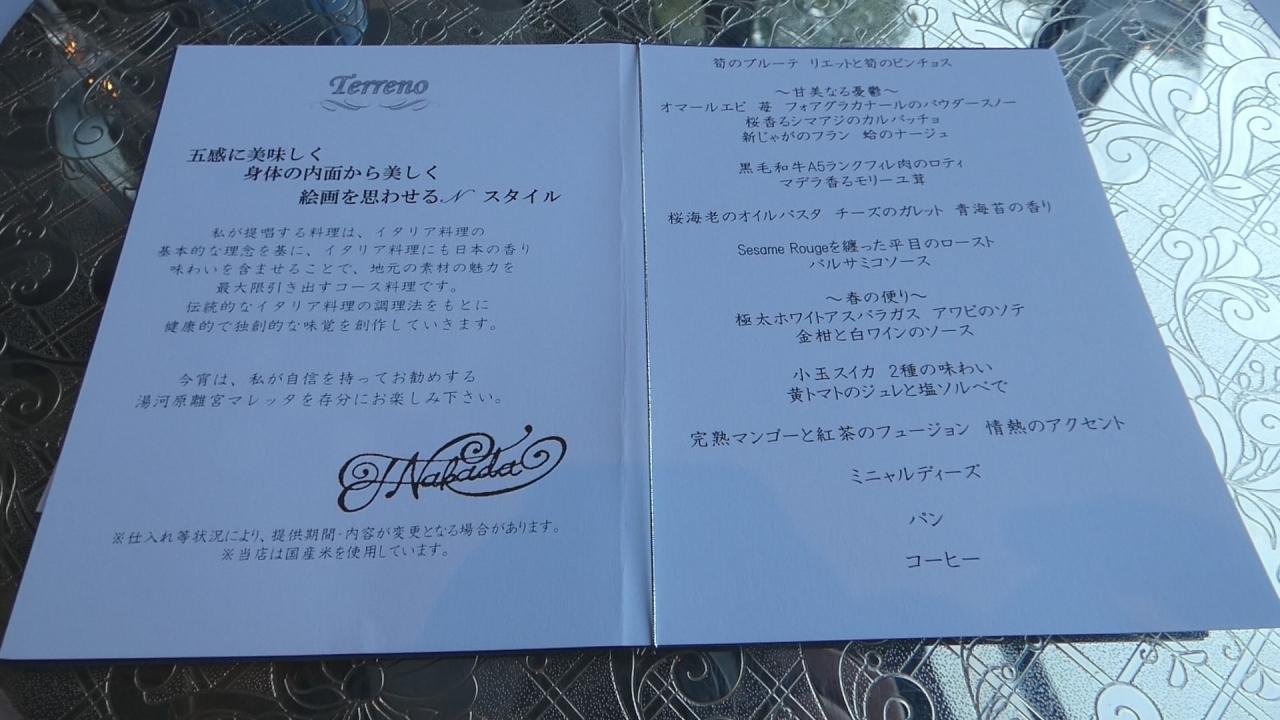 Terreno
五感に美味しく
身体の内面から美しく
絵画を思わせるN スタイル
私が提唱する料理は、イタリア料理の
基本的な理念を基に、イタリア料理にも日本の香り
味わいを含ませることで、地元の素材の魅力を
最大限引き出すコース料理です。
伝統的なイタリア料理の調理法をもとに
健康的で独創的な味覚を創作していきます。
今宵は、私が自信を持ってお勧めする
湯河原離宮マレッタを存分にお楽しみ下さい。
J Nakada
※仕入れ等状況により、提供期間・内容が変更となる場合があります。
※当店は国産米を使用しています。
筍のブルーテ リエットと筍のピンチョス
～甘美なる憂鬱～
オマールエビ 苺 フォアグラカナールのパウダースノー
桜香るシマアジのカルパッチョ
新じゃがのフラン 蛤のナージュ
黒毛和牛A5ランクフィレ肉のロティ
マデラ香るモリーユ茸
桜海老のオイルパスタ チーズのガレット 青海苔の香り
Sesame Rougeを纏った平目のロースト
バルサミコソース
～春の便り～
極太ホワイトアスパラガス アワビのソテ
金柑と白ワインのソース
小玉スイカ 2種の味わい
黄トマトのジュレと塩ソルベで
完熟マンゴーと紅茶のフュージョン 情熱のアクセント
ミニャルディーズ
パン
コーヒー